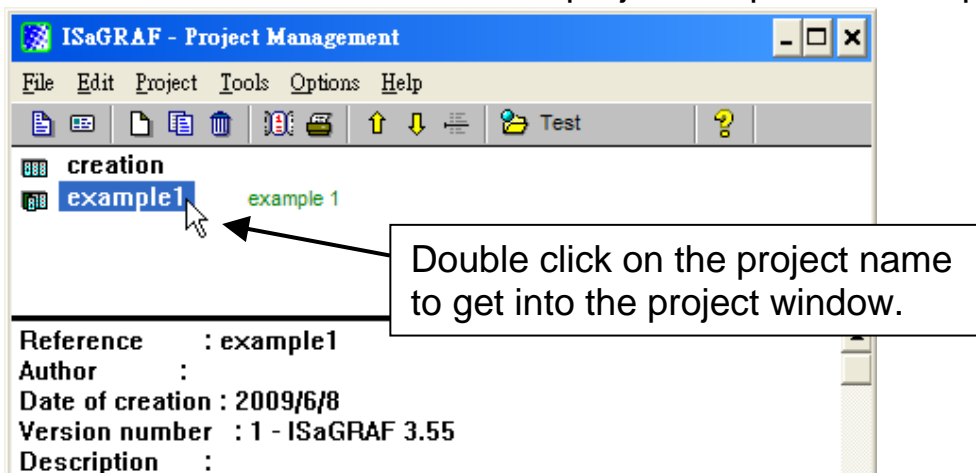 ISaGRAF - Project Management
File Edit Project Tools Options Help
Test
creation
example1 example 1
Double click on the project name
to get into the project window.
Reference : example1
Author :
Date of creation : 2009/6/8
Version number : 1 - ISaGRAF 3.55
Description :